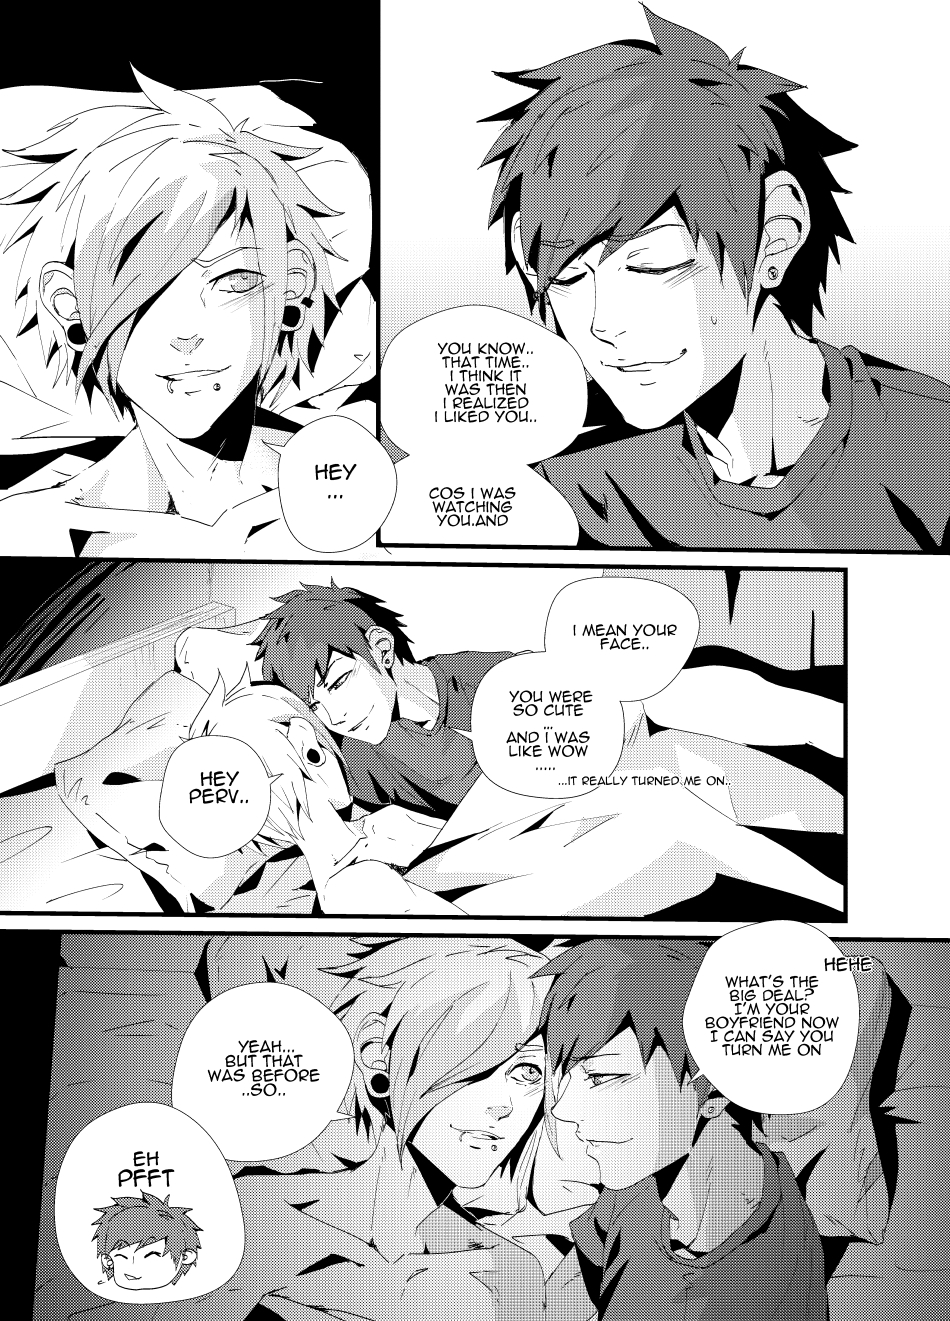 HEY
...
YOU KNOW..
THAT TIME..
I THINK IT
WAS THEN
I REALIZED
I LIKED YOU..
COS I WAS
WATCHING
YOU.AND
I MEAN YOUR
FACE..
YOU WERE
SO CUTE
...
AND I WAS
LIKE WOW
.....
...IT REALLY TURNED ME ON..
HEY
PERV..
HEHE
WHAT'S THE
BIG DEAL?
I'M YOUR
BOYFRIEND NOW
I CAN SAY YOU
TURN ME ON
YEAH...
BUT THAT
WAS BEFORE
..SO..
EH
PFFT